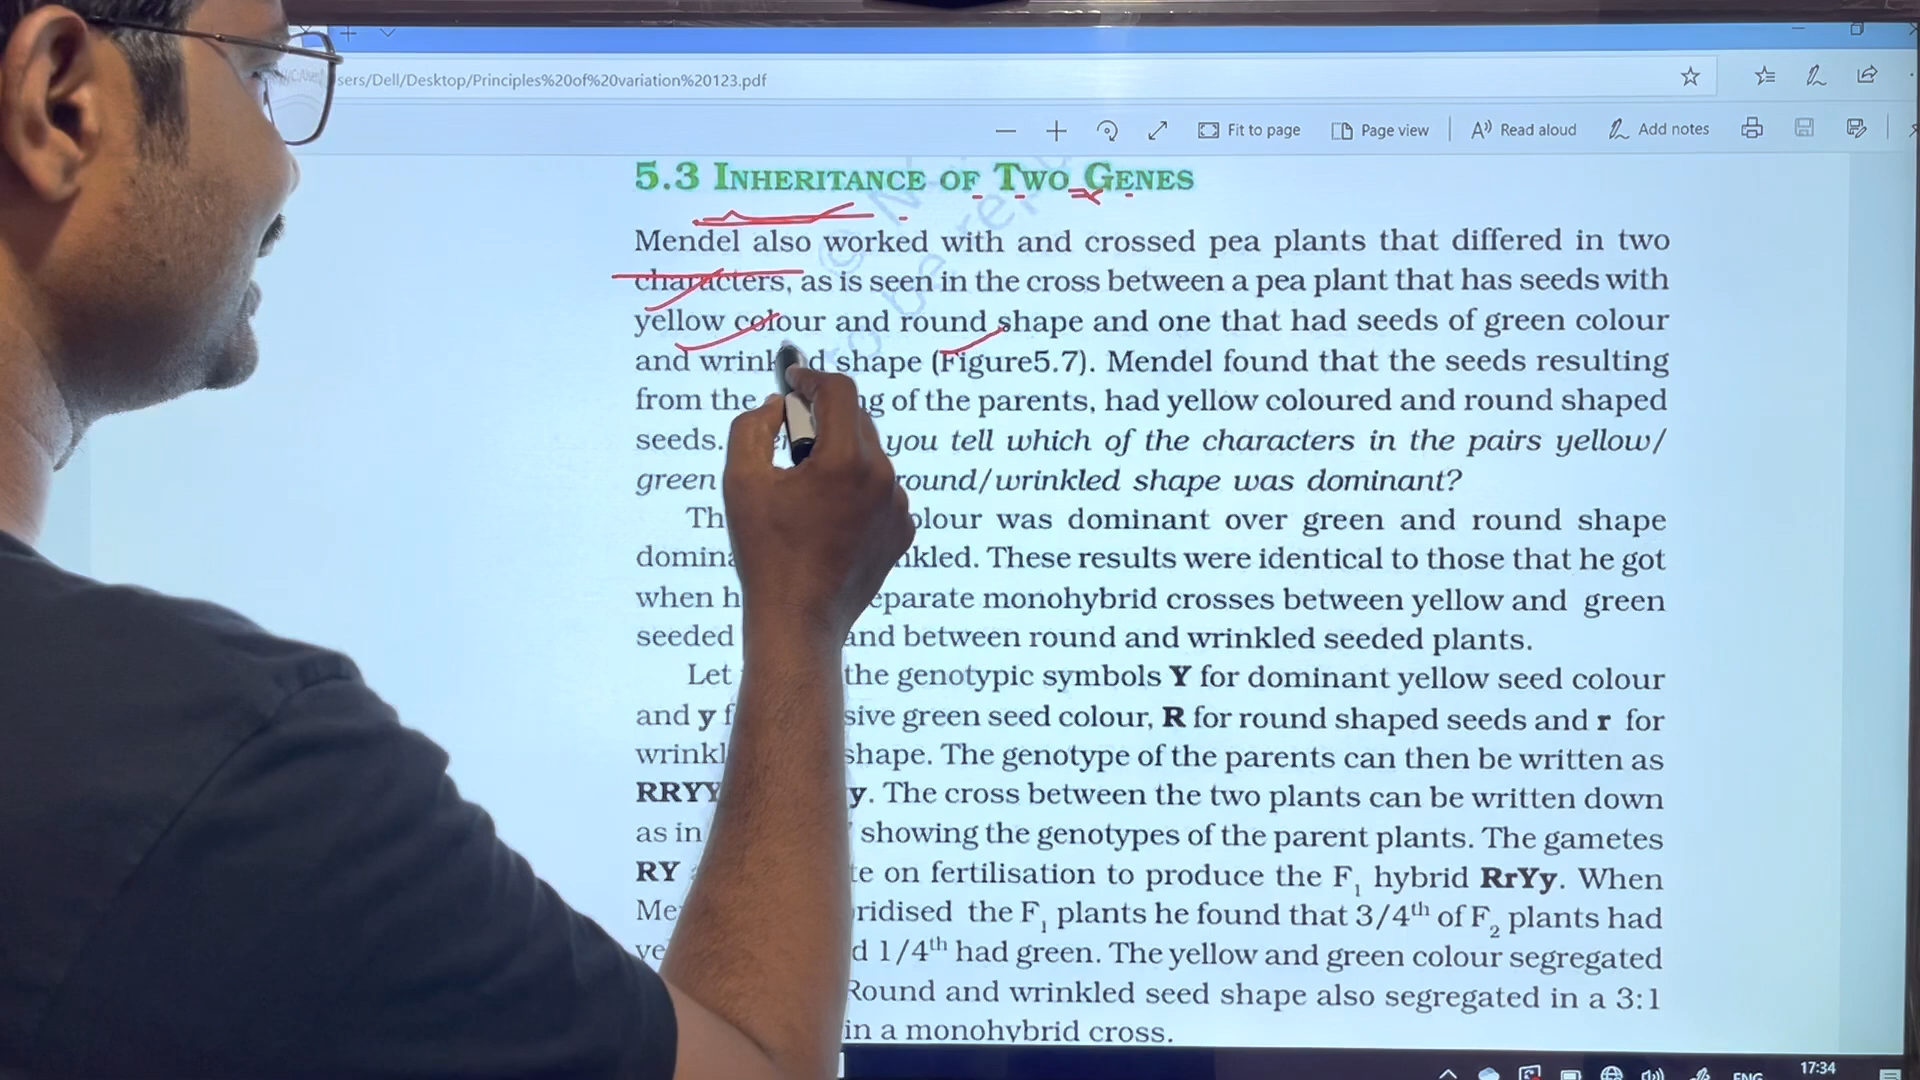 sers/Dell/Desktop/Principles%20of%20variation%20123.pdf
Fit to page Page view Read aloud Add notes
5.3 INHERITANCE OF TWO GENES
Mendel also worked with and crossed pea plants that differed in two
characters, as is seen in the cross between a pea plant that has seeds with
yellow colour and round shape and one that had seeds of green colour
and wrinkled shape (Figure5.7). Mendel found that the seeds resulting
from the ng of the parents, had yellow coloured and round shaped
seeds. you tell which of the characters in the pairs yellow/
green round/wrinkled shape was dominant?
Th olour was dominant over green and round shape
domina nkled. These results were identical to those that he got
when h eparate monohybrid crosses between yellow and green
seeded and between round and wrinkled seeded plants.
Let the genotypic symbols Y for dominant yellow seed colour
and y f sive green seed colour, R for round shaped seeds and r for
wrinkl shape. The genotype of the parents can then be written as
RRYY y. The cross between the two plants can be written down
as in showing the genotypes of the parent plants. The gametes
RY te on fertilisation to produce the F1 hybrid RrYy. When
Me ridised the F1 plants he found that 3/4th of F2 plants had
ye d 1/4th had green. The yellow and green colour segregated
Round and wrinkled seed shape also segregated in a 3:1
in a monohybrid cross.
ENG 17:34